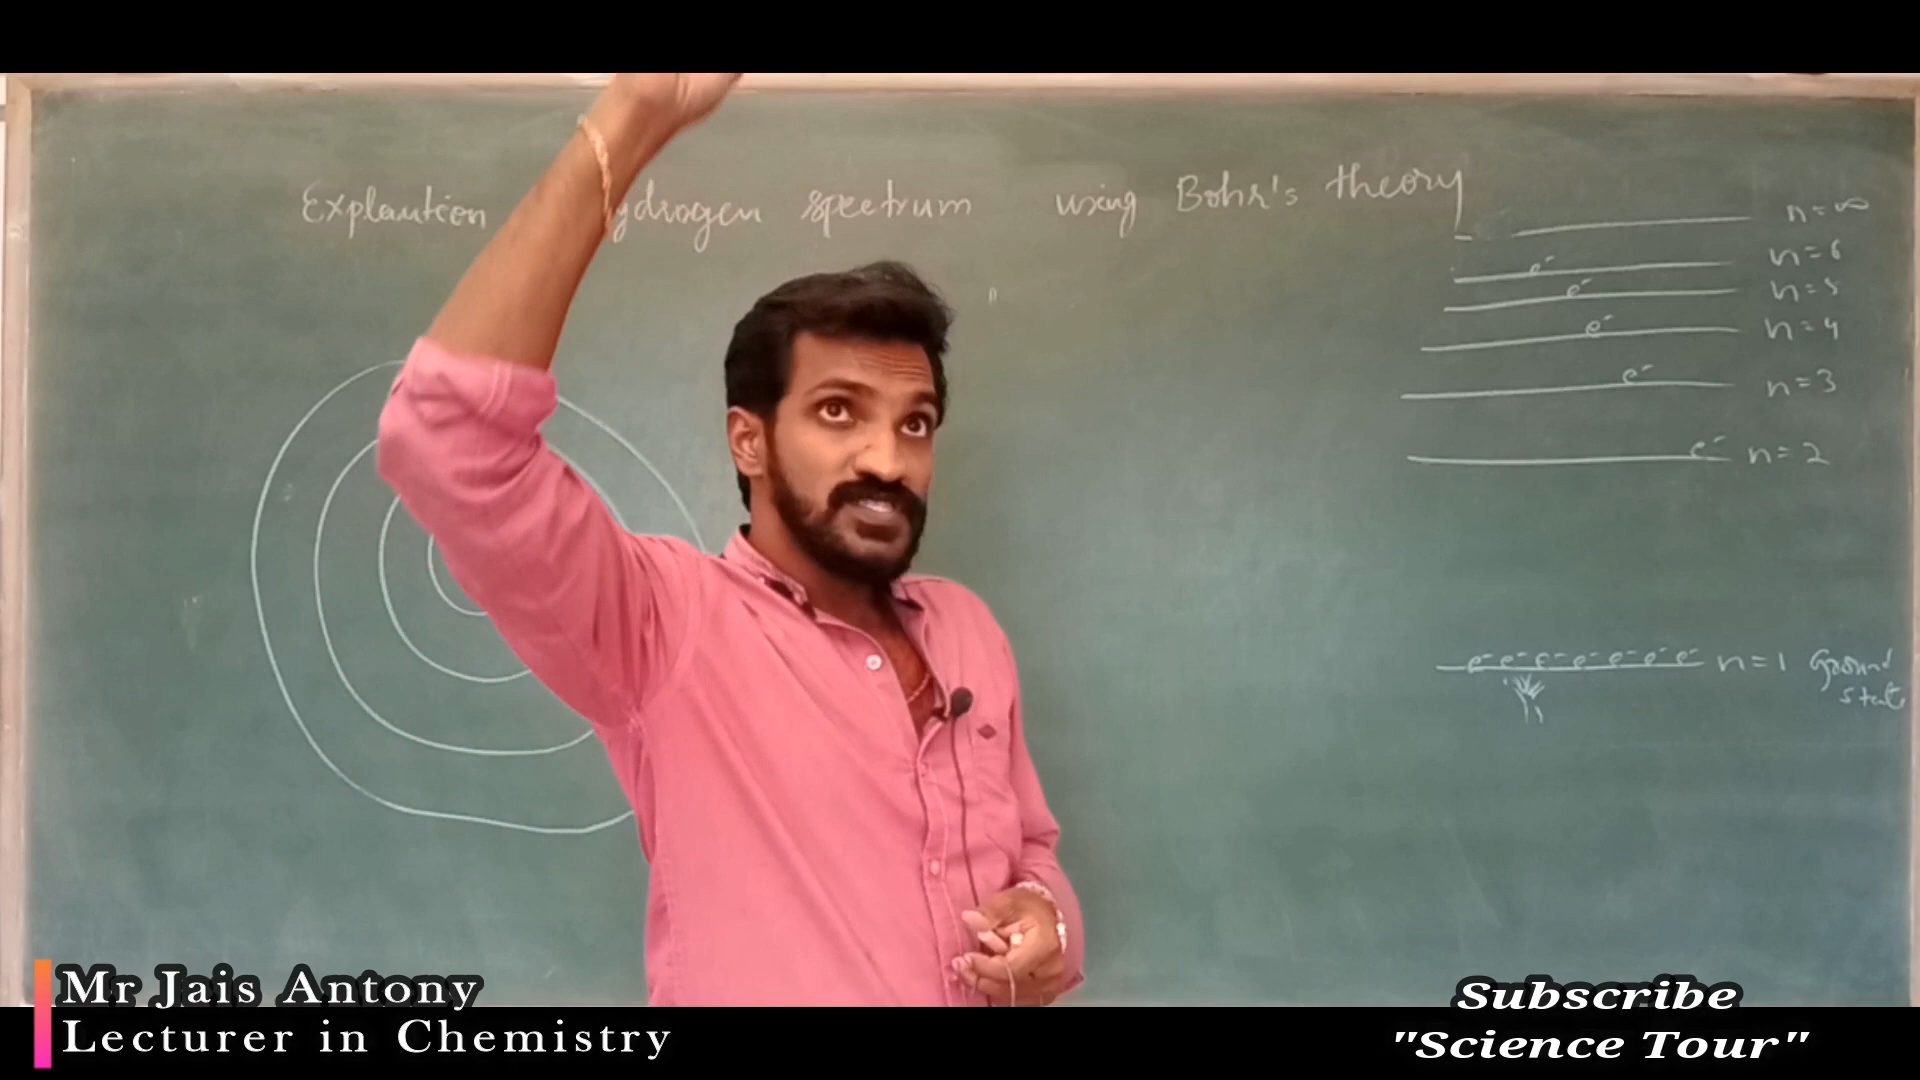 Explaution ydrogen spectrum using Bohr's theory
n=∞
e⁻ n=6
e⁻ n=5
e⁻ n=4
e⁻ n=3
e⁻ n=2
e⁻ e⁻ e⁻ e⁻ e⁻ e⁻ e⁻ n=1 Ground
state
Mr Jais Antony
Lecturer in Chemistry
Subscribe
"Science Tour"